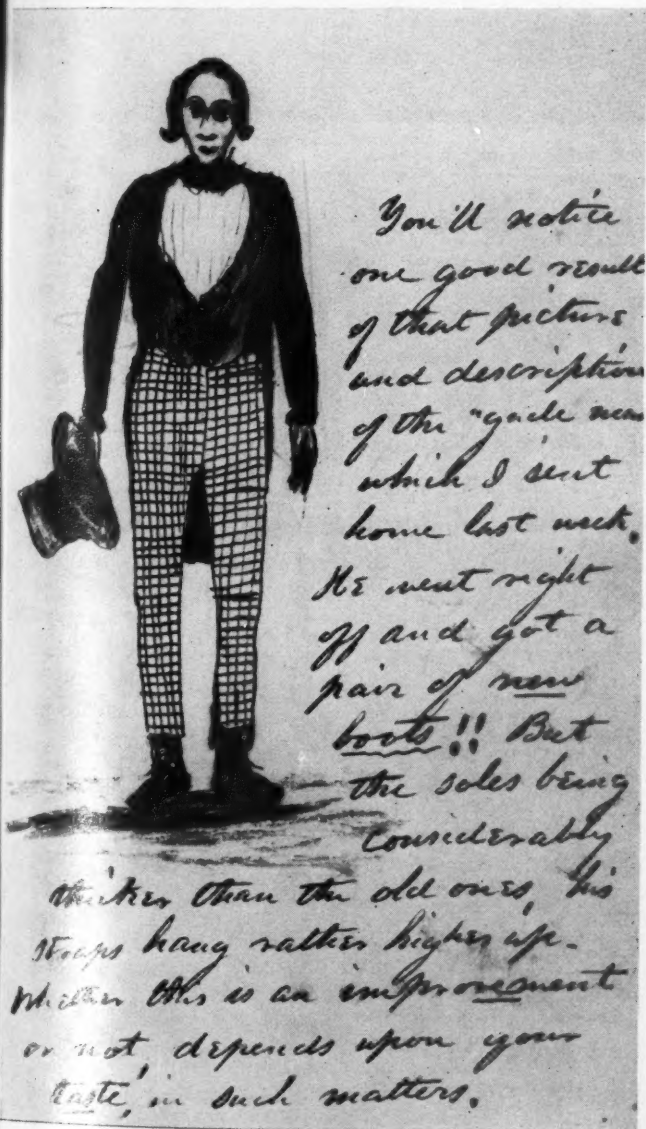 You'll notice
one good result
of that picture
and description
of the "gude man
which I sent
home last week.
He went right
off and got a
pair of new
boots!! But
the soles being
considerably
thicker than the old ones, his
straps hang rather higher up.
Whether this is an improvement
or not, depends upon your
taste, in such matters.